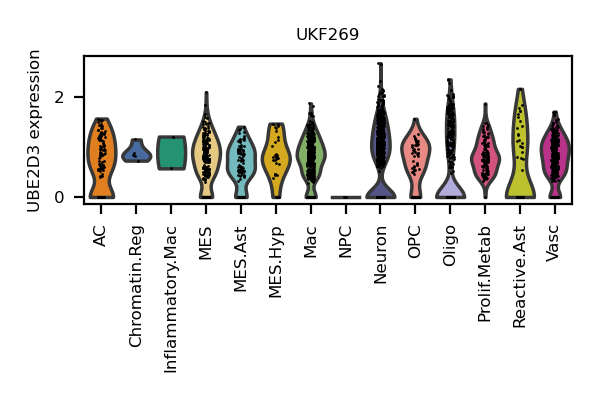 UKF269
UBE2D3 expression
2
0
AC
Chromatin.Reg
Inflammatory.Mac
MES
MES.Ast
MES.Hyp
Mac
NPC
Neuron
OPC
Oligo
Prolif.Metab
Reactive.Ast
Vasc